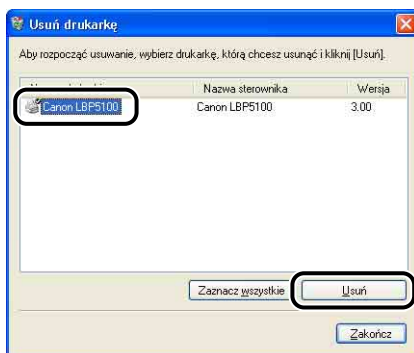 Usuń drukarkę
Aby rozpocząć usuwanie, wybierz drukarkę, którą chcesz usunąć i kliknij [Usuń].
Nazwa sterownika Wersja
Canon LBP5100 Canon LBP5100 3.00
Zaznacz wszystkie Usuń
Zakończ